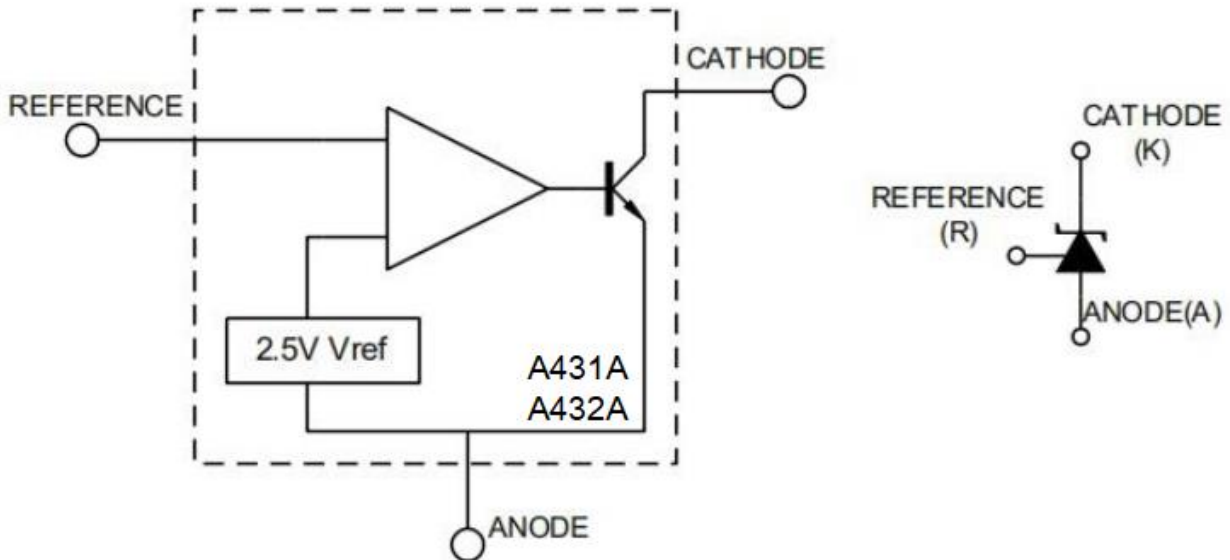 REFERENCE
CATHODE
2.5V Vref
A431A
A432A
ANODE
CATHODE
(K)
REFERENCE
(R)
ANODE(A)